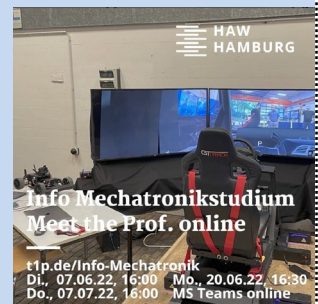 HAW
HAMBURG
Info Mechatronikstudium
Meet the Prof. online
t1p.de/Info-Mechatronik
Di., 07.06.22, 16:00 Mo., 20.06.22, 16:30
Do., 07.07.22, 16:00 MS Teams online